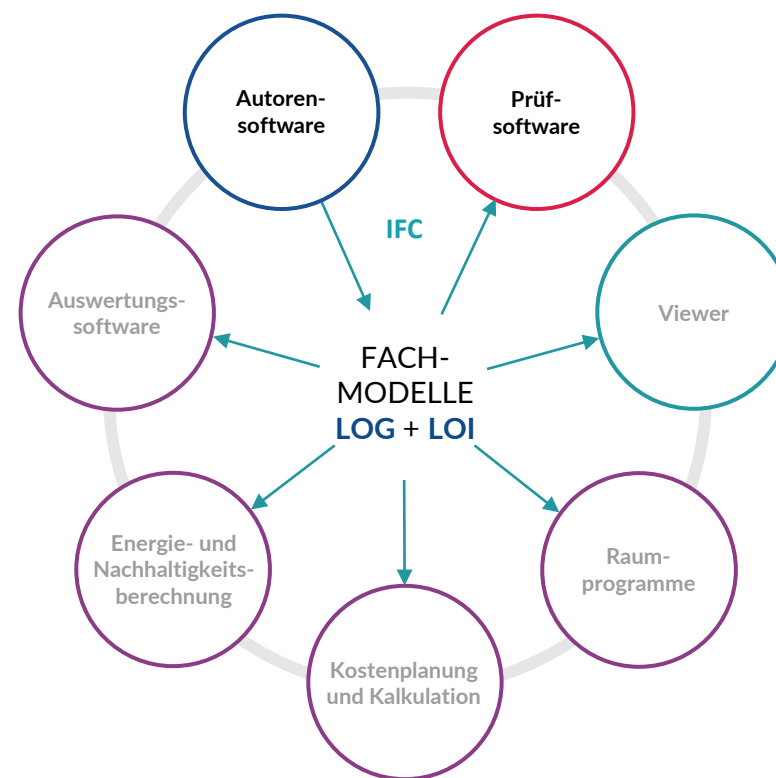 Autoren-
software
Prüf-
software
IFC
Auswertungs-
software
Viewer
FACH-
MODELLE
LOG + LOI
Energie- und
Nachhaltigkeits-
berechnung
Raum-
programme
Kostenplanung
und Kalkulation